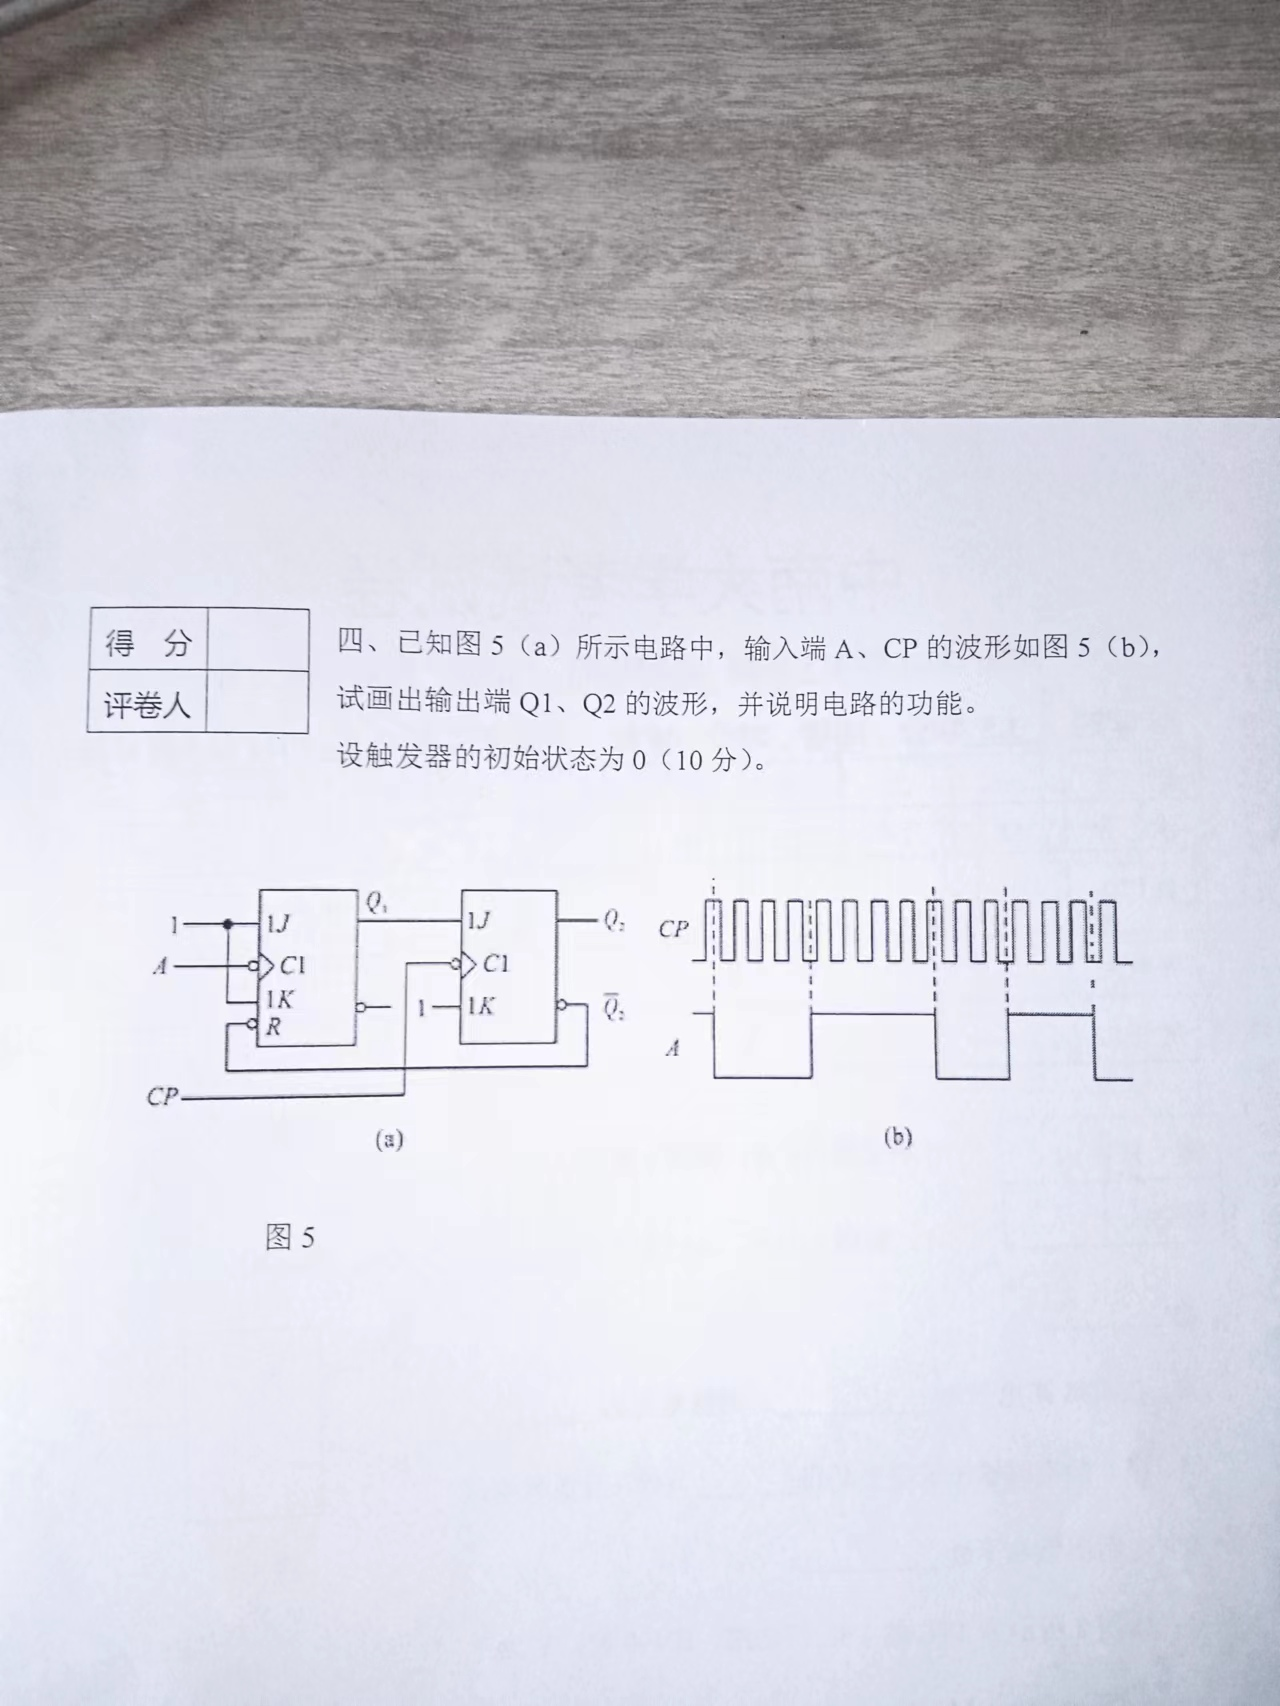 得 分
评卷人
四、已知图 5（a）所示电路中，输入端 A、CP 的波形如图 5（b），
试画出输出端 Q1、Q2 的波形，并说明电路的功能。
设触发器的初始状态为 0（10 分）。
1
1J
Q₁
1J
Q₂
A
C1
C1
1K
1
1K
Q̅₂
R
CP
(a)
CP
A
(b)
图 5